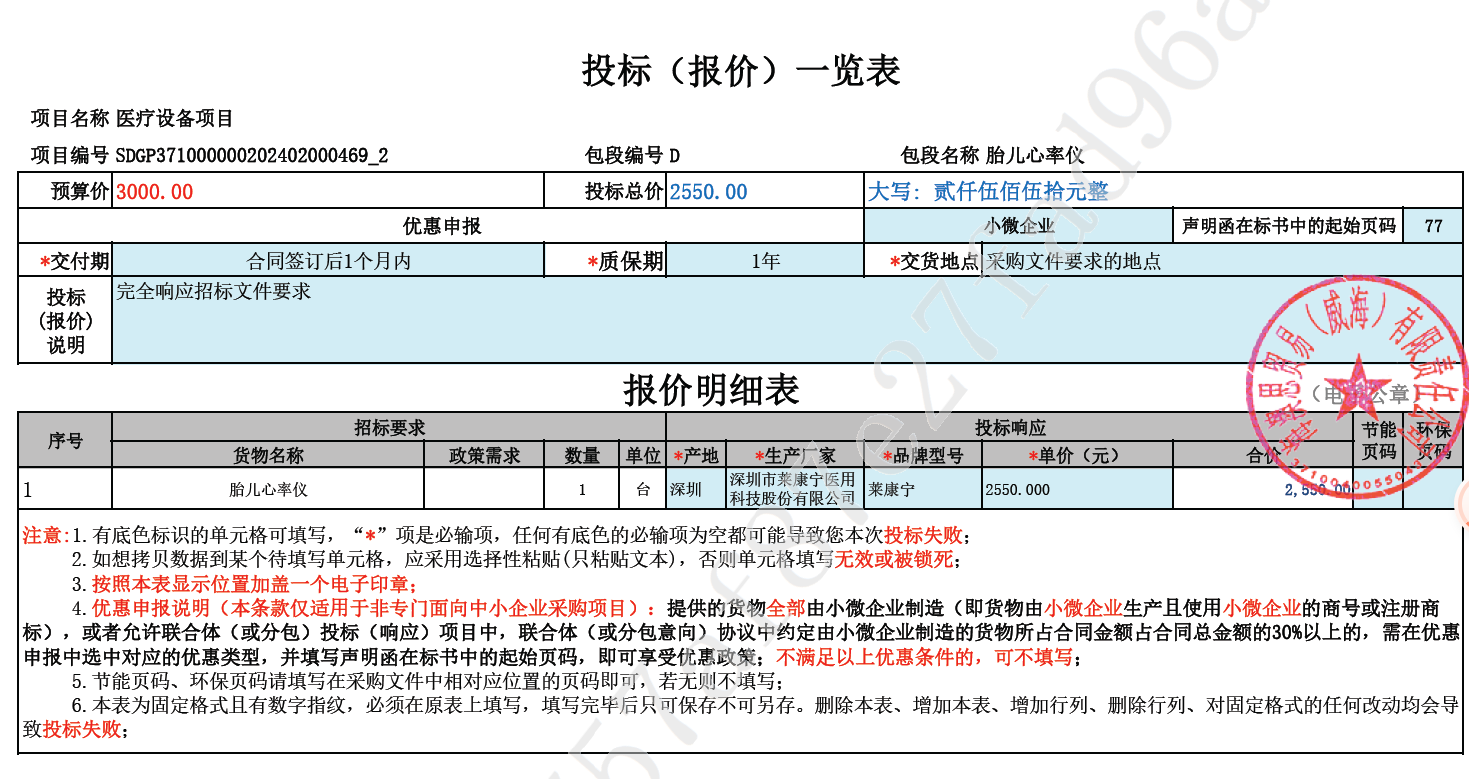 投标（报价）一览表
项目名称 医疗设备项目
项目编号 SDGP371000000202402000469_2 包段编号 D 包段名称 胎儿心率仪
预算价 3000.00 投标总价 2550.00 大写: 贰仟伍佰伍拾元整
优惠申报 小微企业 声明函在标书中的起始页码 77
*交付期 合同签订后1个月内 *质保期 1年 *交货地点 采购文件要求的地点
投标
(报价)
说明
完全响应招标文件要求
报价明细表
（电子公章）
贸易（威海）有限责任公司
序号 招标要求 投标响应 节能页码 环保页码
货物名称 政策需求 数量 单位 *产地 *生产厂家 *品牌型号 *单价（元） 合价
1 胎儿心率仪 1 台 深圳 深圳市莱康宁医用科技股份有限公司 莱康宁 2550.000 2,550.00
注意:1.有底色标识的单元格可填写，“*”项是必输项，任何有底色的必输项为空都可能导致您本次投标失败;
2.如想拷贝数据到某个待填写单元格，应采用选择性粘贴(只粘贴文本)，否则单元格填写无效或被锁死;
3.按照本表显示位置加盖一个电子印章;
4.优惠申报说明（本条款仅适用于非专门面向中小企业采购项目）: 提供的货物全部由小微企业制造（即货物由小微企业生产且使用小微企业的商号或注册商
标），或者允许联合体（或分包）投标（响应）项目中，联合体（或分包意向）协议中约定由小微企业制造的货物所占合同金额占合同总金额的30%以上的，需在优惠
申报中选中对应的优惠类型，并填写声明函在标书中的起始页码，即可享受优惠政策; 不满足以上优惠条件的，可不填写;
5.节能页码、环保页码请填写在采购文件中相对应位置的页码即可，若无则不填写;
6.本表为固定格式且有数字指纹，必须在原表上填写，填写完毕后只可保存不可另存。删除本表、增加本表、增加行列、删除行列、对固定格式的任何改动均会导
致投标失败;